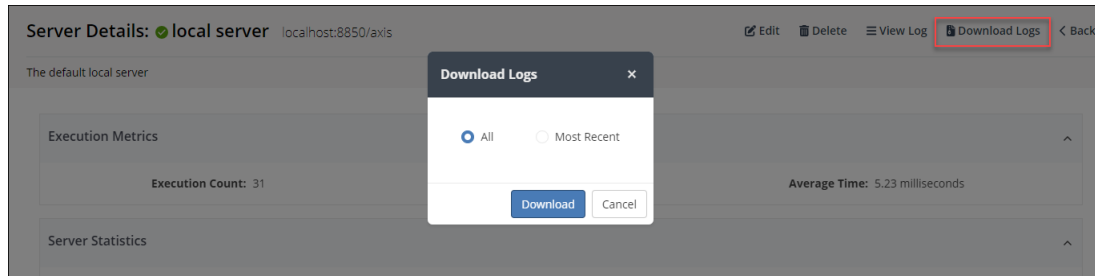 Server Details: local server localhost:8850/axis
Edit Delete View Log Download Logs Back
The default local server
Download Logs ×
All Most Recent
Download Cancel
Execution Metrics
Execution Count: 31 Average Time: 5.23 milliseconds
Server Statistics